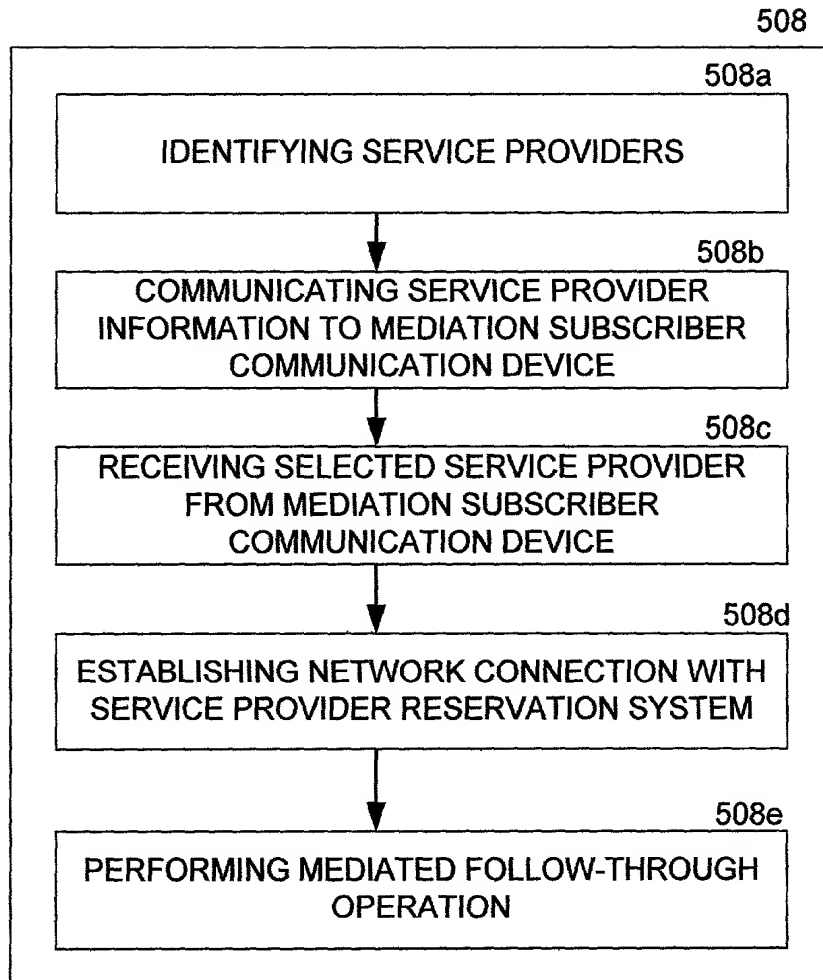 508
508a
IDENTIFYING SERVICE PROVIDERS
508b
COMMUNICATING SERVICE PROVIDER
INFORMATION TO MEDIATION SUBSCRIBER
COMMUNICATION DEVICE
508c
RECEIVING SELECTED SERVICE PROVIDER
FROM MEDIATION SUBSCRIBER
COMMUNICATION DEVICE
508d
ESTABLISHING NETWORK CONNECTION WITH
SERVICE PROVIDER RESERVATION SYSTEM
508e
PERFORMING MEDIATED FOLLOW-THROUGH
OPERATION